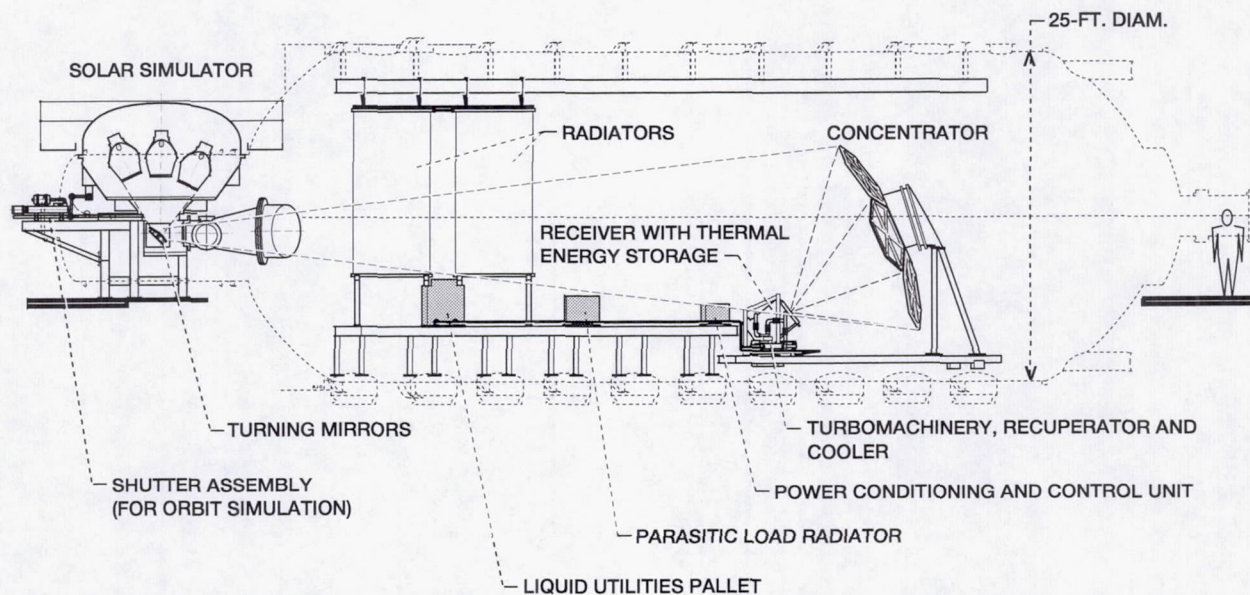 25-FT. DIAM.
SOLAR SIMULATOR
RADIATORS
CONCENTRATOR
RECEIVER WITH THERMAL
ENERGY STORAGE
TURNING MIRRORS
TURBOMACHINERY, RECUPERATOR AND
COOLER
SHUTTER ASSEMBLY
(FOR ORBIT SIMULATION)
POWER CONDITIONING AND CONTROL UNIT
PARASITIC LOAD RADIATOR
LIQUID UTILITIES PALLET